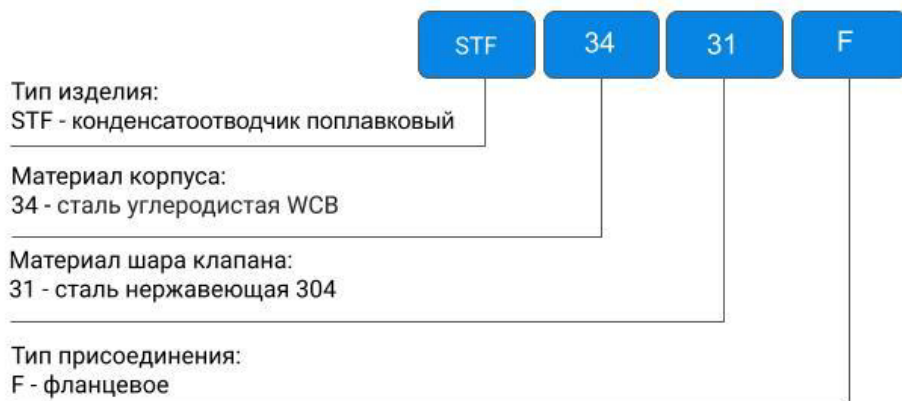 STF 34 31 F
Тип изделия:
STF - конденсатоотводчик поплавковый
Материал корпуса:
34 - сталь углеродистая WCB
Материал шара клапана:
31 - сталь нержавеющая 304
Тип присоединения:
F - фланцевое